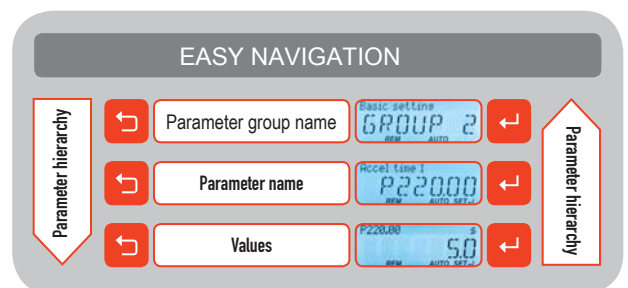 EASY NAVIGATION
Parameter hierarchy
Parameter group name
Basic setting
GROUP 2
REM AUTO
Parameter name
Accel time 1
P220.00
REM AUTO SET
Values
P220.00 s
5.0
REM AUTO SET
Parameter hierarchy